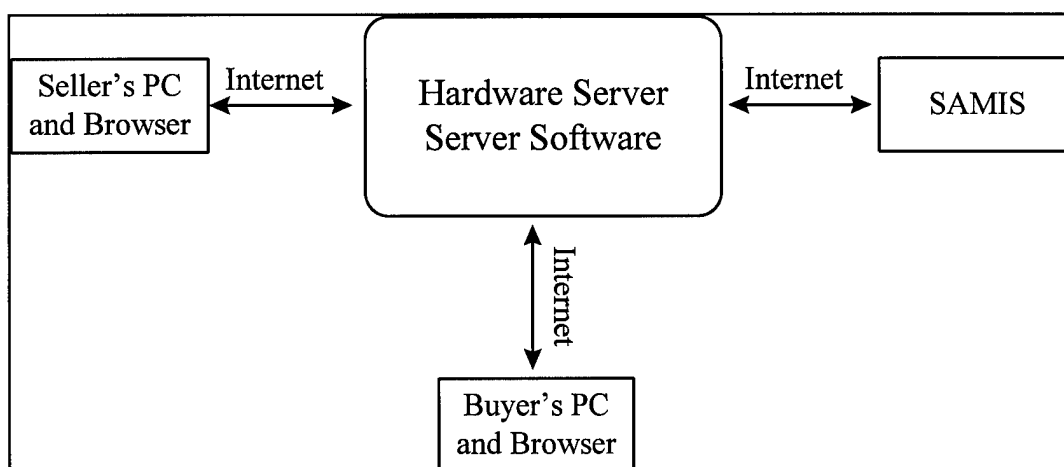 Seller's PC
and Browser
Internet
Hardware Server
Server Software
Internet
SAMIS
Internet
Buyer's PC
and Browser